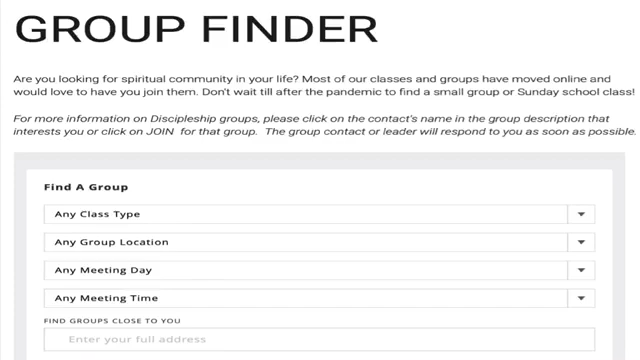 GROUP FINDER
Are you looking for spiritual community in your life? Most of our classes and groups have moved online and
would love to have you join them. Don't wait till after the pandemic to find a small group or Sunday school class!
For more information on Discipleship groups, please click on the contact's name in the group description that
interests you or click on JOIN for that group. The group contact or leader will respond to you as soon as possible.
Find A Group
Any Class Type
Any Group Location
Any Meeting Day
Any Meeting Time
FIND GROUPS CLOSE TO YOU
Enter your full address